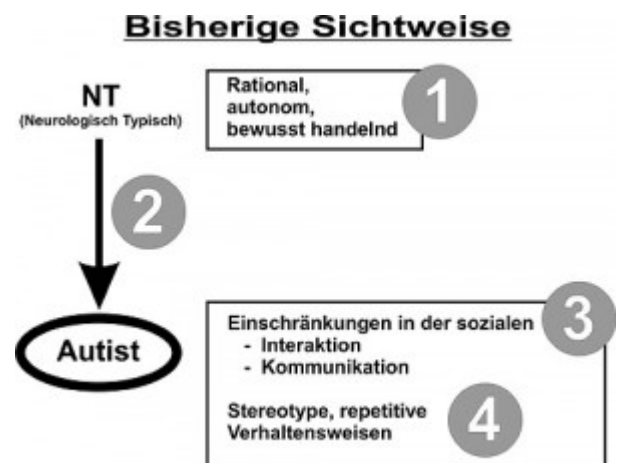 Bisherige Sichtweise
NT
(Neurologisch Typisch)
Rational,
autonom,
bewusst handelnd
1
2
Autist
Einschränkungen in der sozialen
- Interaktion
- Kommunikation
3
Stereotype, repetitive
Verhaltensweisen
4